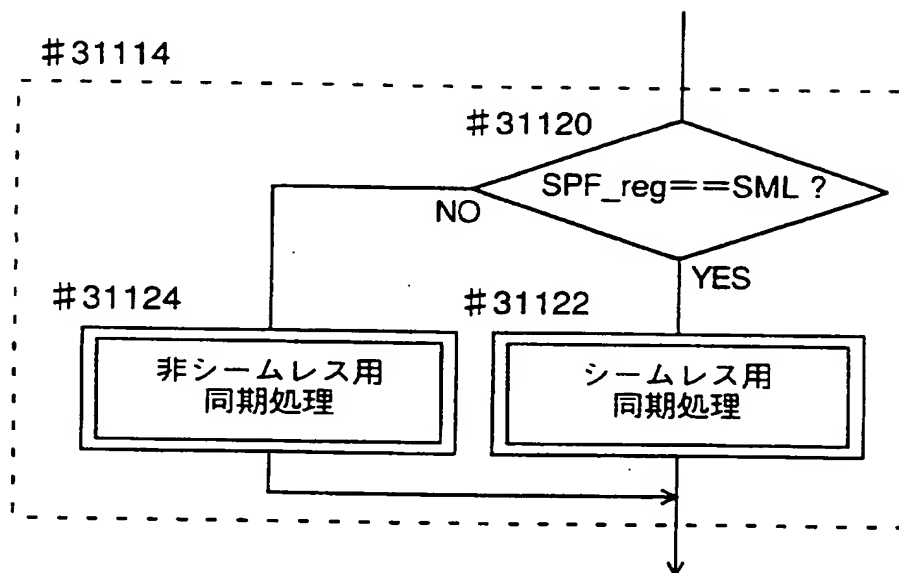 #31114
#31120
SPF_reg==SML ?
NO
YES
#31124
#31122
非シームレス用
同期処理
シームレス用
同期処理